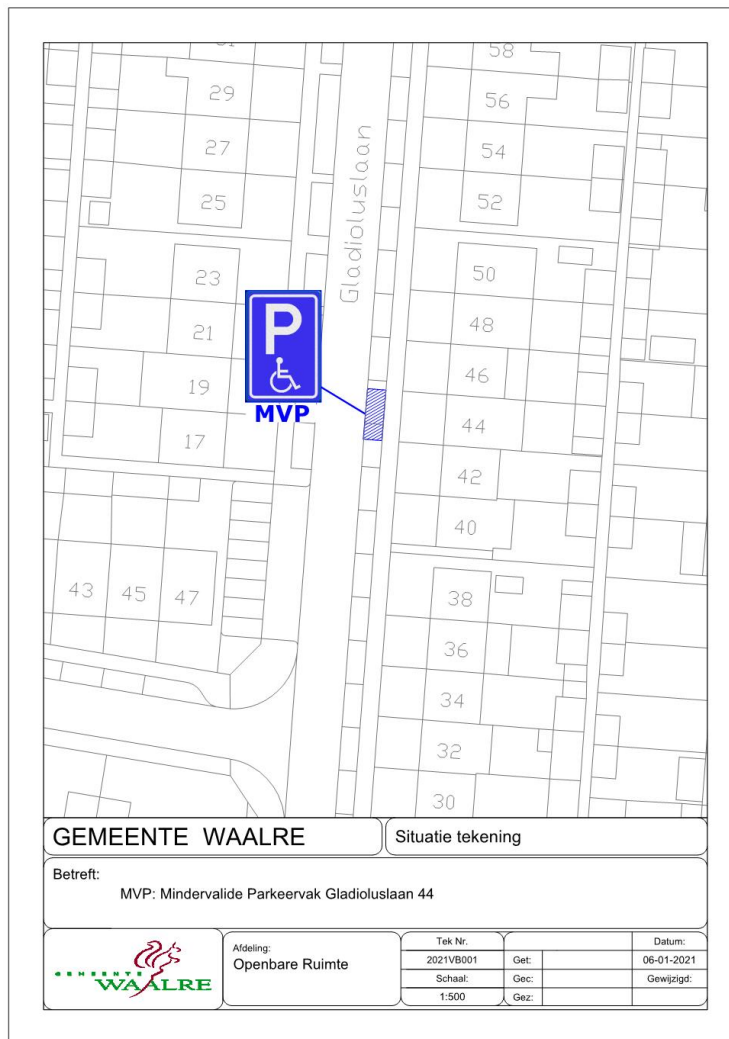 58
29
56
27
54
25
52
Gladioluslaan
23
50
21
48
P
19
46
MVP
17
44
42
40
43
45
47
38
36
34
32
30
GEMEENTE WAALRE
Situatie tekening
Betreft:
MVP: Mindervalide Parkeervak Gladioluslaan 44
GEMEENTE
WAALRE
Afdeling:
Openbare Ruimte
Tek Nr.
Datum:
2021VB001
Get:
06-01-2021
Schaal:
Gec:
Gewijzigd:
1:500
Gez: